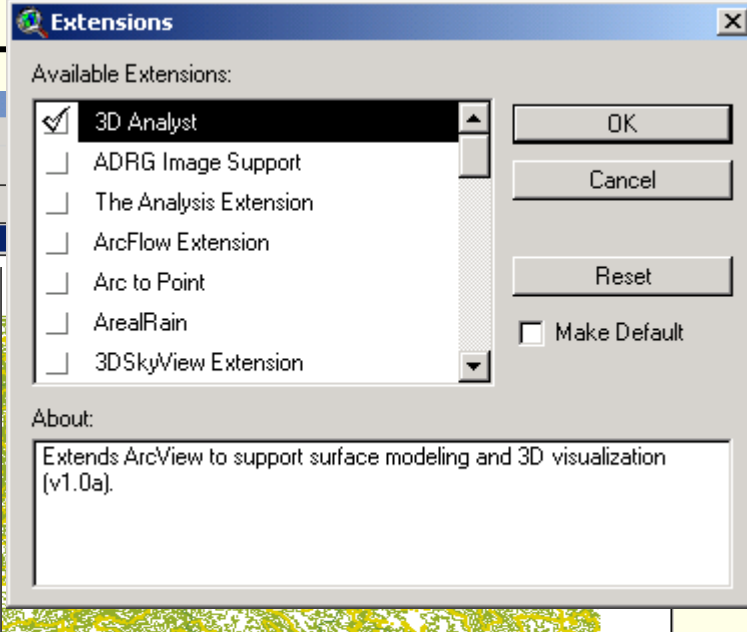 Extensions
Available Extensions:
3D Analyst
ADRG Image Support
The Analysis Extension
ArcFlow Extension
Arc to Point
ArealRain
3DSkyView Extension
OK
Cancel
Reset
Make Default
About:
Extends ArcView to support surface modeling and 3D visualization
(v1.0a).